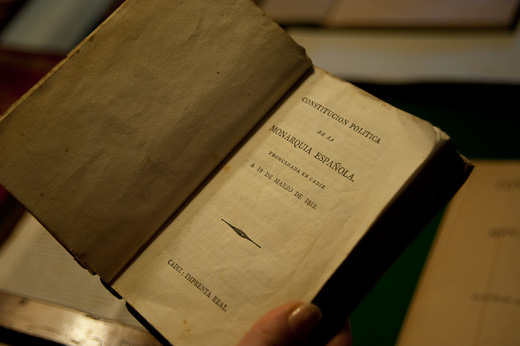 CONSTITUCION POLITICA
DE LA
MONARQUIA ESPAÑOLA,
PROMULGADA EN CADIZ
A 19 DE MARZO DE 1812.
CADIZ: IMPRENTA REAL.